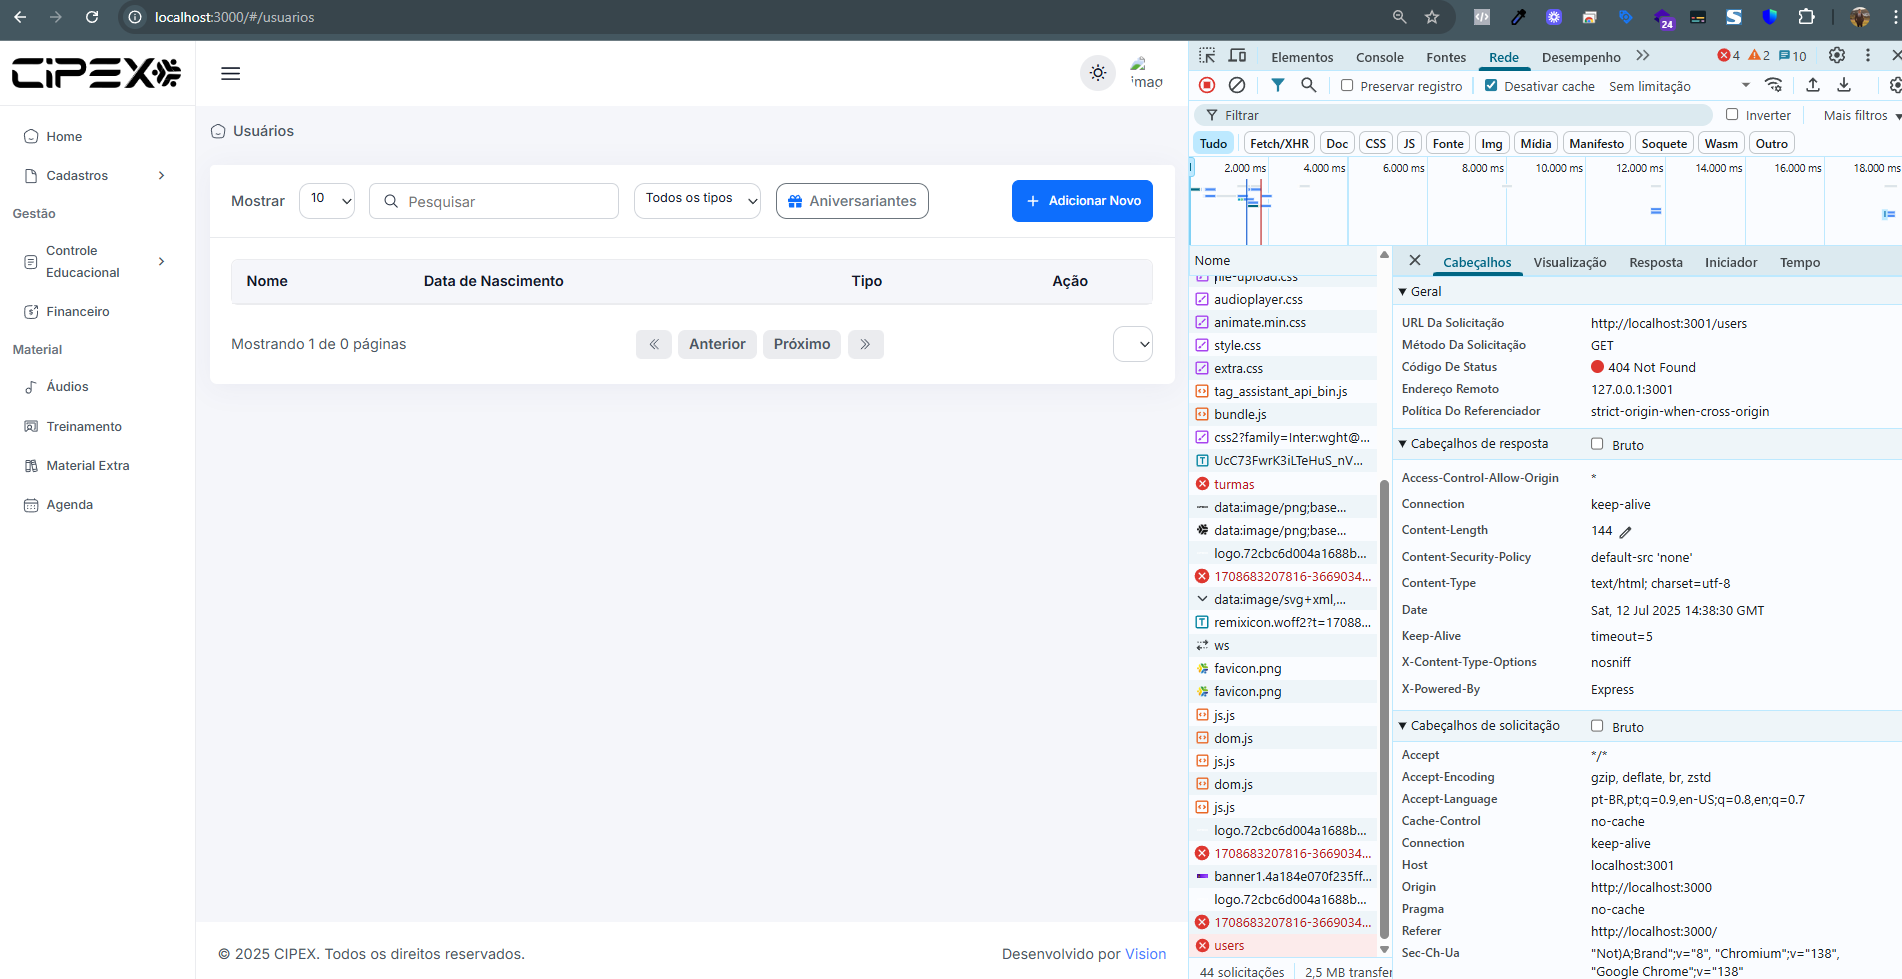 localhost:3000/#/usuarios
24
CIPEX
imag
Home
Cadastros
Gestão
Controle
Educacional
Financeiro
Material
Áudios
Treinamento
Material Extra
Agenda
Usuários
Mostrar
10
Pesquisar
Todos os tipos
Aniversariantes
Adicionar Novo
Nome
Data de Nascimento
Tipo
Ação
Mostrando 1 de 0 páginas
«
Anterior
Próximo
»
© 2025 CIPEX. Todos os direitos reservados.
Desenvolvido por Vision
Elementos
Console
Fontes
Rede
Desempenho
4
2
10
Preservar registro
Desativar cache
Sem limitação
Filtrar
Inverter
Mais filtros
Tudo
Fetch/XHR
Doc
CSS
JS
Fonte
Img
Mídia
Manifesto
Soquete
Wasm
Outro
2.000 ms
4.000 ms
6.000 ms
8.000 ms
10.000 ms
12.000 ms
14.000 ms
16.000 ms
18.000 ms
Nome
file-upload.css
audioplayer.css
animate.min.css
style.css
extra.css
tag_assistant_api_bin.js
bundle.js
css2?family=Inter:wght@...
UcC73FwrK3iLTeHuS_nV...
turmas
data:image/png;base...
data:image/png;base...
logo.72cbc6d004a1688b...
1708683207816-3669034...
data:image/svg+xml,...
remixicon.woff2?t=17088...
ws
favicon.png
favicon.png
js.js
dom.js
js.js
dom.js
js.js
logo.72cbc6d004a1688b...
1708683207816-3669034...
banner1.4a184e070f235ff...
logo.72cbc6d004a1688b...
1708683207816-3669034...
users
44 solicitações
2,5 MB transfer
Cabeçalhos
Visualização
Resposta
Iniciador
Tempo
Geral
URL Da Solicitação
http://localhost:3001/users
Método Da Solicitação
GET
Código De Status
404 Not Found
Endereço Remoto
127.0.0.1:3001
Política Do Referenciador
strict-origin-when-cross-origin
Cabeçalhos de resposta
Bruto
Access-Control-Allow-Origin
*
Connection
keep-alive
Content-Length
144
Content-Security-Policy
default-src 'none'
Content-Type
text/html; charset=utf-8
Date
Sat, 12 Jul 2025 14:38:30 GMT
Keep-Alive
timeout=5
X-Content-Type-Options
nosniff
X-Powered-By
Express
Cabeçalhos de solicitação
Bruto
Accept
*/*
Accept-Encoding
gzip, deflate, br, zstd
Accept-Language
pt-BR,pt;q=0.9,en-US;q=0.8,en;q=0.7
Cache-Control
no-cache
Connection
keep-alive
Host
localhost:3001
Origin
http://localhost:3000
Pragma
no-cache
Referer
http://localhost:3000/
Sec-Ch-Ua
"Not)A;Brand";v="8", "Chromium";v="138",
"Google Chrome";v="138"